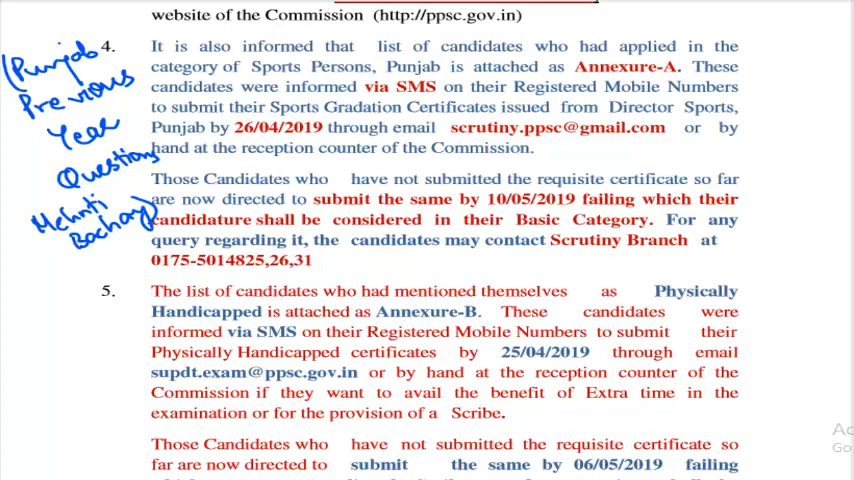 website of the Commission (http://ppsc.gov.in)
4. It is also informed that list of candidates who had applied in the
category of Sports Persons, Punjab is attached as Annexure-A. These
candidates were informed via SMS on their Registered Mobile Numbers
to submit their Sports Gradation Certificates issued from Director Sports,
Punjab by 26/04/2019 through email scrutiny.ppsc@gmail.com or by
hand at the reception counter of the Commission.
Those Candidates who have not submitted the requisite certificate so far
are now directed to submit the same by 10/05/2019 failing which their
candidature shall be considered in their Basic Category. For any
query regarding it, the candidates may contact Scrutiny Branch at
0175-5014825,26,31
5. The list of candidates who had mentioned themselves as Physically
Handicapped is attached as Annexure-B. These candidates were
informed via SMS on their Registered Mobile Numbers to submit their
Physically Handicapped certificates by 25/04/2019 through email
supdt.exam@ppsc.gov.in or by hand at the reception counter of the
Commission if they want to avail the benefit of Extra time in the
examination or for the provision of a Scribe.
Those Candidates who have not submitted the requisite certificate so
far are now directed to submit the same by 06/05/2019 failing
(Punjab
Previous
Year
Questions
Mehnti
Bachay)